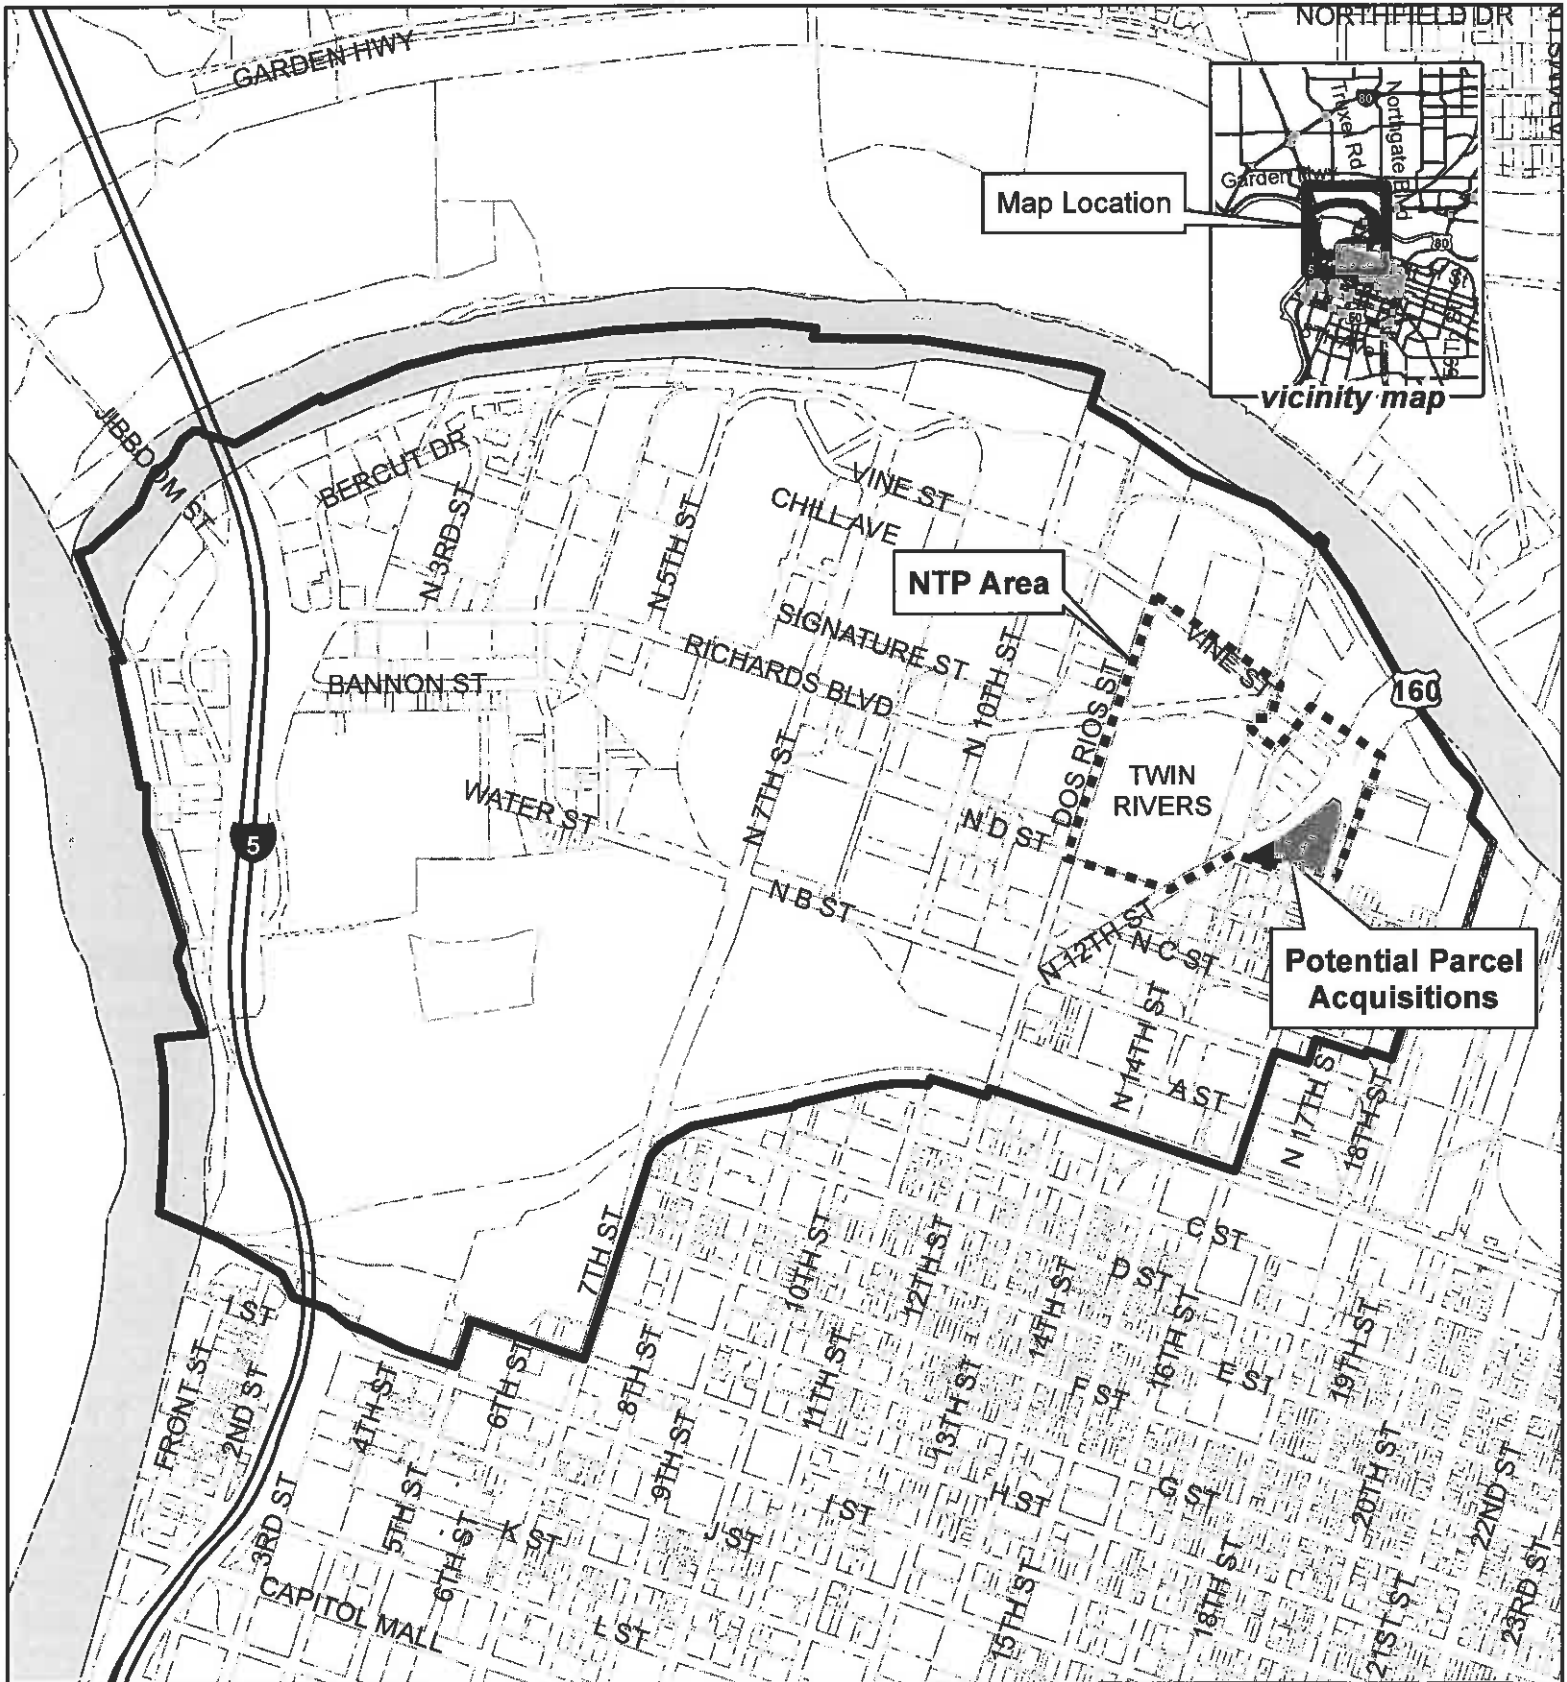 NORTHFIELD DR
GARDEN HWY
80
Truxel Rd
Northgate Blvd
Garden Hwy
Map Location
80
5
vicinity map
JIBBOOM ST
BERCUT DR
VINE ST
CHILL AVE
N 3RD ST
N 5TH ST
NTP Area
SIGNATURE ST
VINE ST
RICHARDS BLVD
N 10TH ST
DOS RIOS ST
160
BANNON ST
TWIN
RIVERS
WATER ST
N 7TH ST
N D ST
5
N B ST
N 12TH ST
N C ST
Potential Parcel
Acquisitions
N 14TH ST
A ST
N 17TH S
18TH ST
7TH ST
10TH ST
12TH ST
C ST
D ST
14TH ST
16TH ST
19TH ST
I ST
FRONT ST
2ND ST
4TH ST
6TH ST
8TH ST
11TH ST
13TH ST
F ST
E ST
9TH ST
3RD ST
5TH ST
6TH ST
K ST
J ST
I ST
H ST
G ST
20TH ST
22ND ST
CAPITOL MALL
L ST
15TH ST
18TH ST
21ST ST
23RD ST